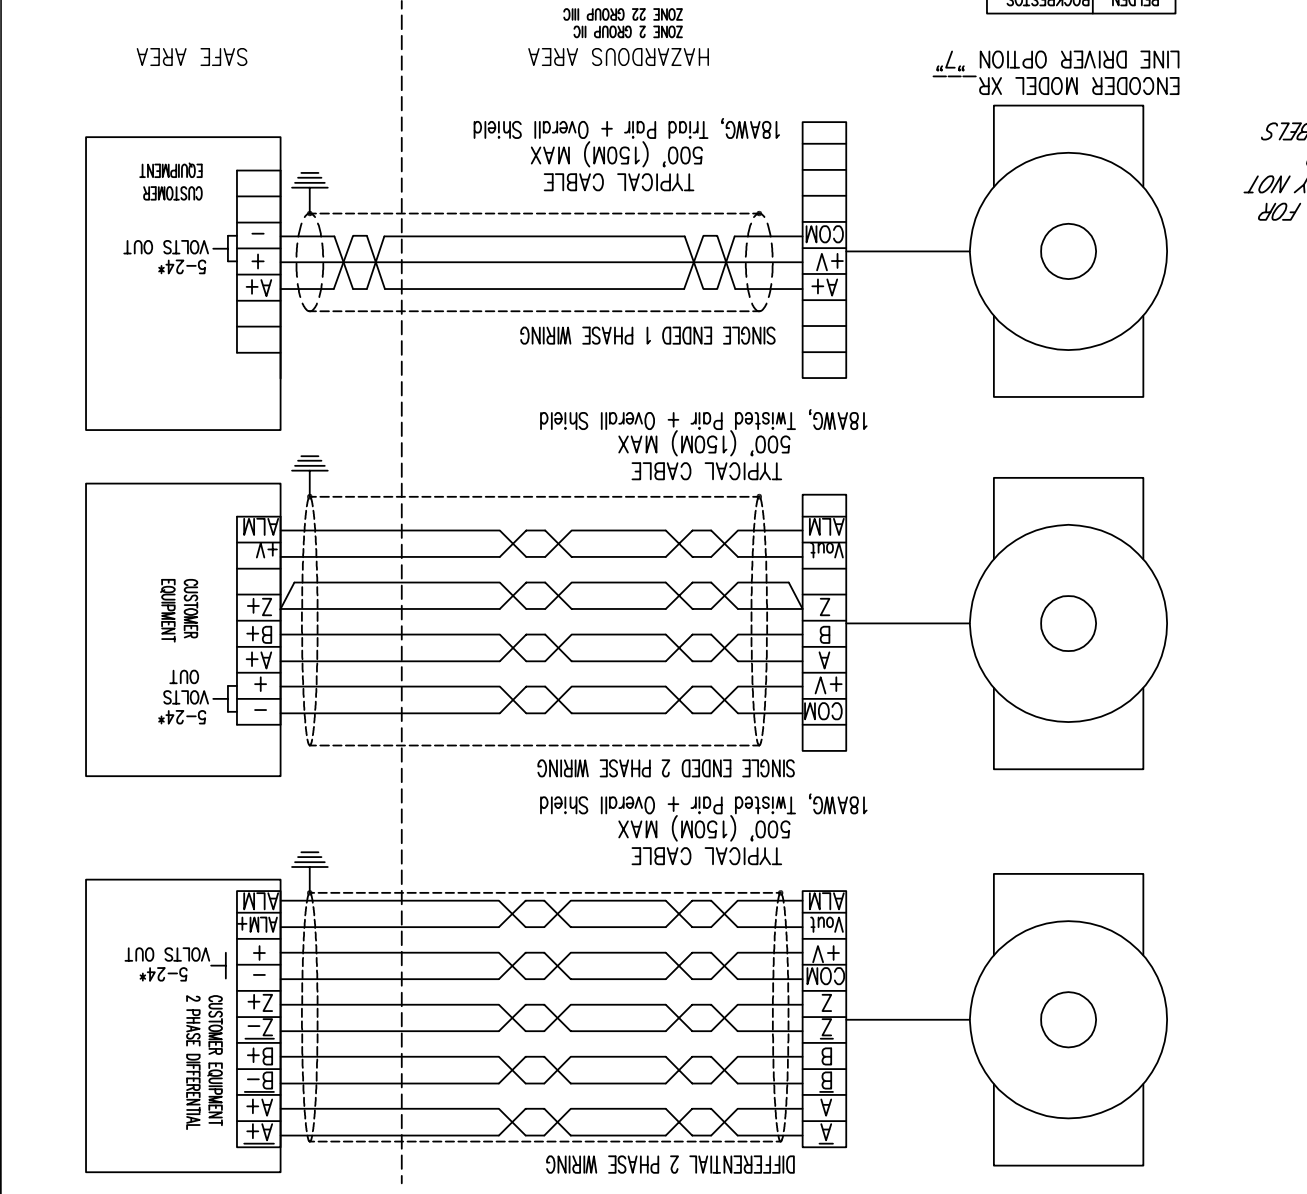 DIFFERENTIAL 2 PHASE WIRING
A̅
A
B̅
B
Z̅
Z
COM
+V
Vout
ALM
A̅+
A+
B̅-
B+
Z̅-
Z+
-
+
ALM+
ALM
CUSTOMER EQUIPMENT
2 PHASE DIFFERENTIAL
5-24*
VOLTS OUT
TYPICAL CABLE
500' (150M) MAX
18AWG, Twisted Pair + Overall Shield
SINGLE ENDED 2 PHASE WIRING
COM
+V
A
B
Z
Vout
ALM
-
+
A+
B+
Z+
+V
ALM
5-24*
VOLTS
OUT
CUSTOMER
EQUIPMENT
TYPICAL CABLE
500' (150M) MAX
18AWG, Twisted Pair + Overall Shield
SINGLE ENDED 1 PHASE WIRING
A+
+V
COM
A+
+
-
5-24*
VOLTS OUT
CUSTOMER
EQUIPMENT
TYPICAL CABLE
500' (150M) MAX
18AWG, Triad Pair + Overall Shield
FOR
Y NOT
BELS
ENCODER MODEL XR
LINE DRIVER OPTION "7"
HAZARDOUS AREA
ZONE 2 GROUP IIC
ZONE 22 GROUP IIIC
SAFE AREA
BELDEN
ROCKBESTOS